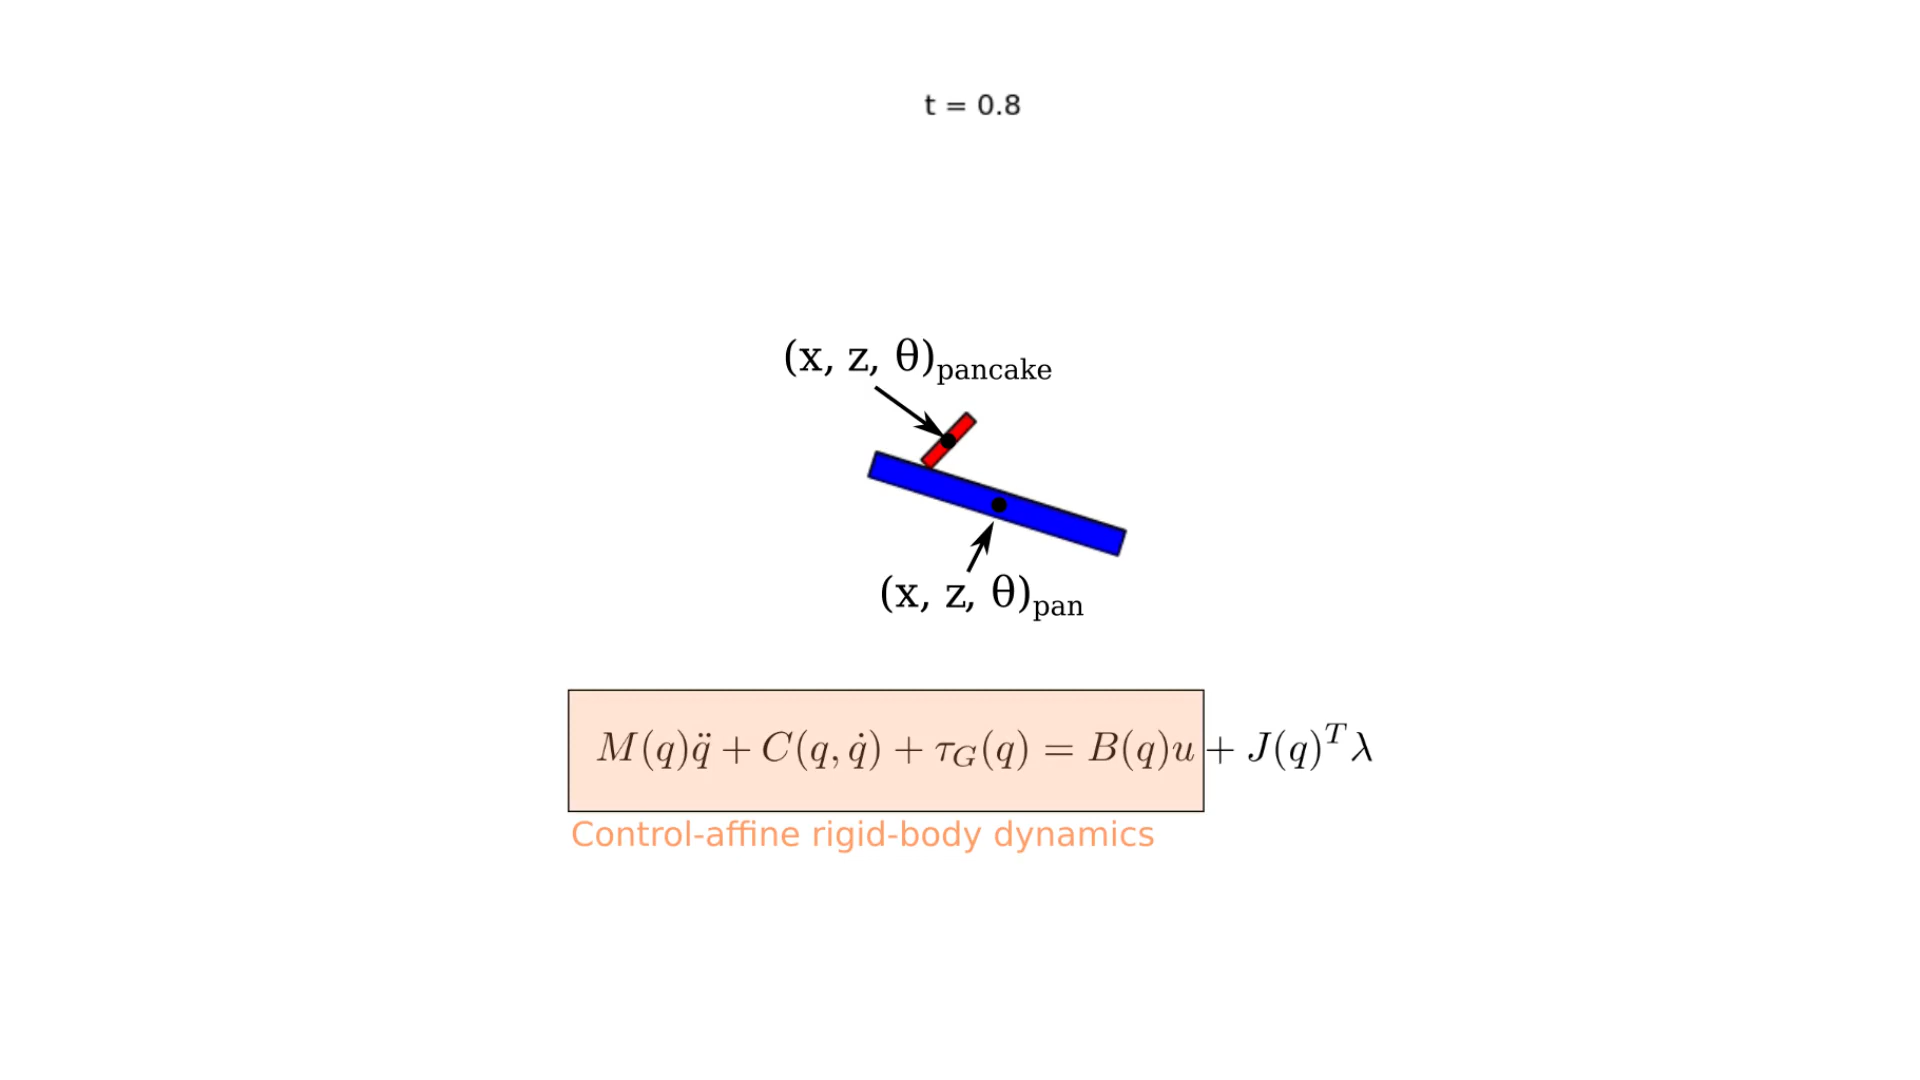 t = 0.8
(x, z, θ)pancake
(x, z, θ)pan
M(q)q̈ + C(q, q̇) + τ_G(q) = B(q)u + J(q)^T λ
Control-affine rigid-body dynamics